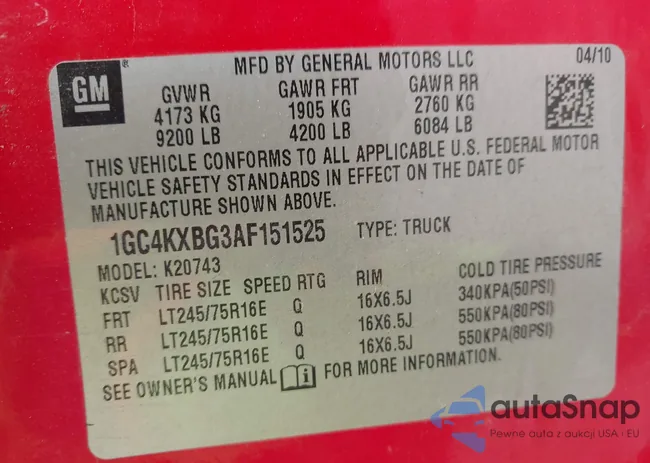 GM
®
MFD BY GENERAL MOTORS LLC 04/10
GVWR GAWR FRT GAWR RR
4173 KG 1905 KG 2760 KG
9200 LB 4200 LB 6084 LB
THIS VEHICLE CONFORMS TO ALL APPLICABLE U.S. FEDERAL MOTOR
VEHICLE SAFETY STANDARDS IN EFFECT ON THE DATE OF
MANUFACTURE SHOWN ABOVE.
1GC4KXBG3AF151525 TYPE: TRUCK
MODEL: K20743
KCSV TIRE SIZE SPEED RTG RIM COLD TIRE PRESSURE
FRT LT245/75R16E Q 16X6.5J 340KPA(50PSI)
RR LT245/75R16E Q 16X6.5J 550KPA(80PSI)
SPA LT245/75R16E Q 16X6.5J 550KPA(80PSI)
SEE OWNER'S MANUAL i FOR MORE INFORMATION.
autaSnap
Pewne auta z aukcji USA i EU